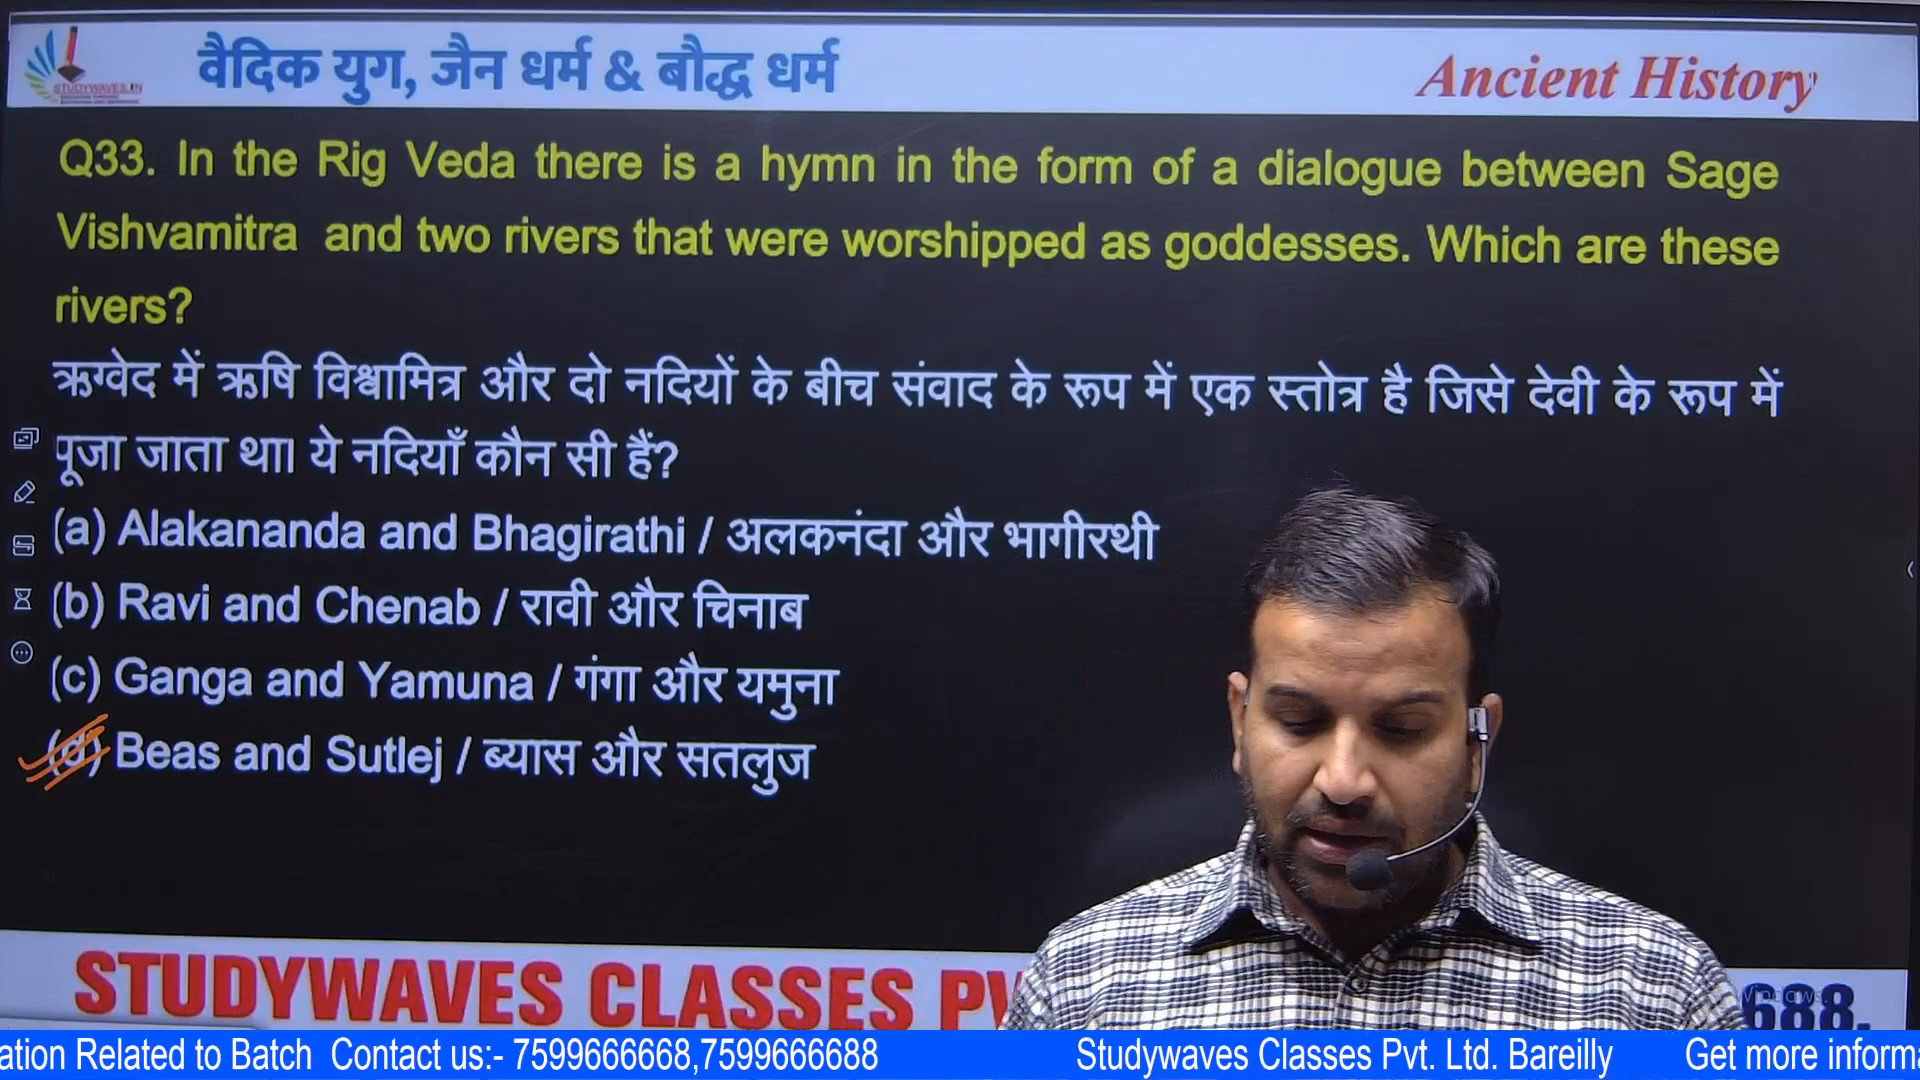 वैदिक युग, जैन धर्म & बौद्ध धर्म
Ancient History
STUDYWAVES.IN
Q33. In the Rig Veda there is a hymn in the form of a dialogue between Sage
Vishvamitra and two rivers that were worshipped as goddesses. Which are these
rivers?
ऋग्वेद में ऋषि विश्वामित्र और दो नदियों के बीच संवाद के रूप में एक स्तोत्र है जिसे देवी के रूप में
पूजा जाता था। ये नदियाँ कौन सी हैं?
(a) Alakananda and Bhagirathi / अलकनंदा और भागीरथी
(b) Ravi and Chenab / रावी और चिनाब
(c) Ganga and Yamuna / गंगा और यमुना
(d) Beas and Sutlej / ब्यास और सतलुज
STUDYWAVES CLASSES PV 688.
ation Related to Batch Contact us:- 7599666668,7599666688 Studywaves Classes Pvt. Ltd. Bareilly Get more informa